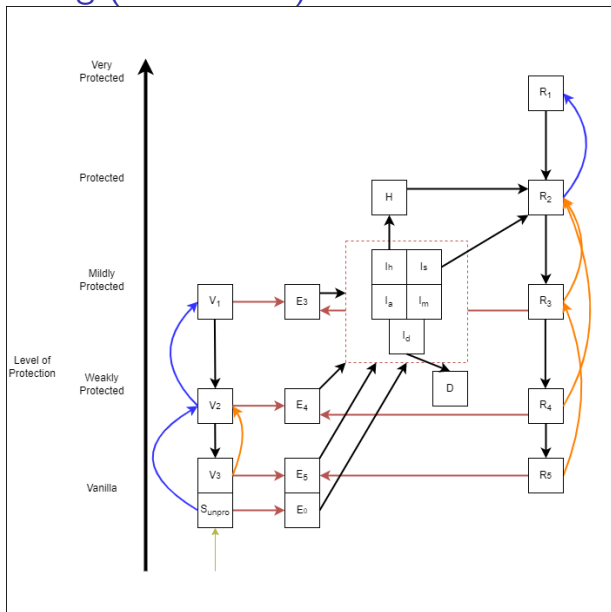 Very
Protected
R1
Protected
H
R2
Mildly
Protected
Ih
Is
V1
E3
Ia
Im
R3
Id
Level of
Protection
Weakly
Protected
D
V2
E4
R4
Vanilla
V3
E5
R5
Sunpro
E0